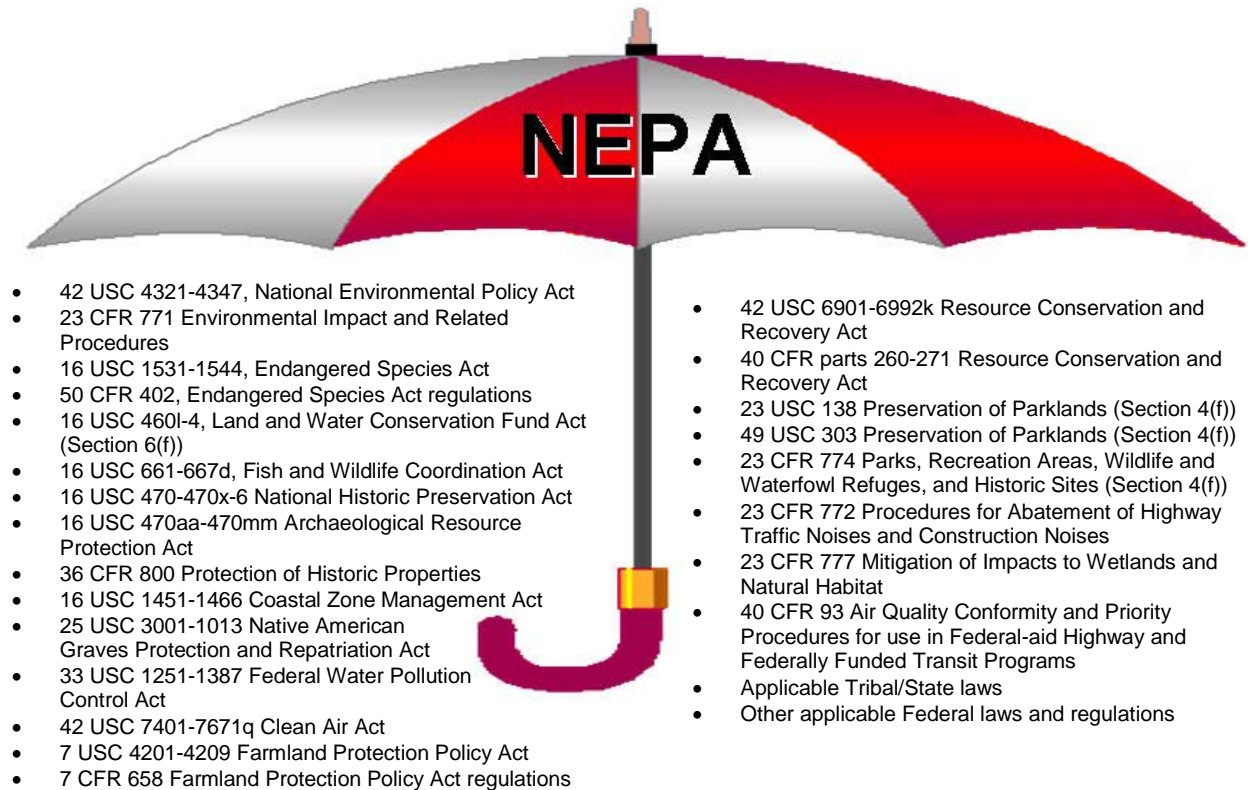 NEPA
• 42 USC 4321-4347, National Environmental Policy Act
• 23 CFR 771 Environmental Impact and Related
Procedures
• 16 USC 1531-1544, Endangered Species Act
• 50 CFR 402, Endangered Species Act regulations
• 16 USC 460l-4, Land and Water Conservation Fund Act
(Section 6(f))
• 16 USC 661-667d, Fish and Wildlife Coordination Act
• 16 USC 470-470x-6 National Historic Preservation Act
• 16 USC 470aa-470mm Archaeological Resource
Protection Act
• 36 CFR 800 Protection of Historic Properties
• 16 USC 1451-1466 Coastal Zone Management Act
• 25 USC 3001-1013 Native American
Graves Protection and Repatriation Act
• 33 USC 1251-1387 Federal Water Pollution
Control Act
• 42 USC 7401-7671q Clean Air Act
• 7 USC 4201-4209 Farmland Protection Policy Act
• 7 CFR 658 Farmland Protection Policy Act regulations
• 42 USC 6901-6992k Resource Conservation and
Recovery Act
• 40 CFR parts 260-271 Resource Conservation and
Recovery Act
• 23 USC 138 Preservation of Parklands (Section 4(f))
• 49 USC 303 Preservation of Parklands (Section 4(f))
• 23 CFR 774 Parks, Recreation Areas, Wildlife and
Waterfowl Refuges, and Historic Sites (Section 4(f))
• 23 CFR 772 Procedures for Abatement of Highway
Traffic Noises and Construction Noises
• 23 CFR 777 Mitigation of Impacts to Wetlands and
Natural Habitat
• 40 CFR 93 Air Quality Conformity and Priority
Procedures for use in Federal-aid Highway and
Federally Funded Transit Programs
• Applicable Tribal/State laws
• Other applicable Federal laws and regulations